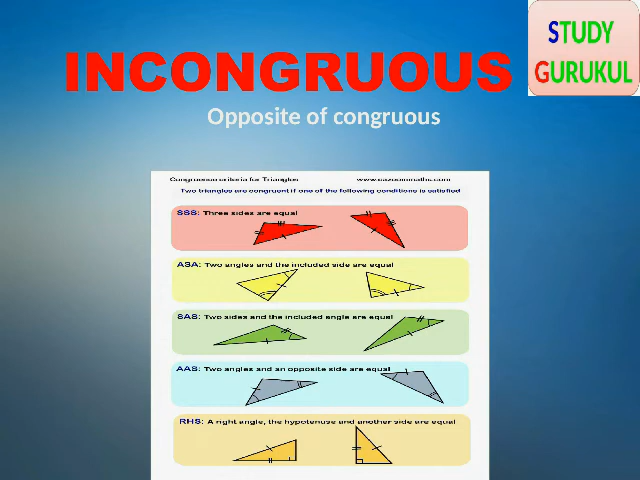 INCONGRUOUS
STUDY
GURUKUL
Opposite of congruous
Congruence criteria for Triangles www.cazoommaths.com
Two triangles are congruent if one of the following conditions is satisfied
SSS: Three sides are equal
ASA: Two angles and the included side are equal
SAS: Two sides and the included angle are equal
AAS: Two angles and an opposite side are equal
RHS: A right angle, the hypotenuse and another side are equal